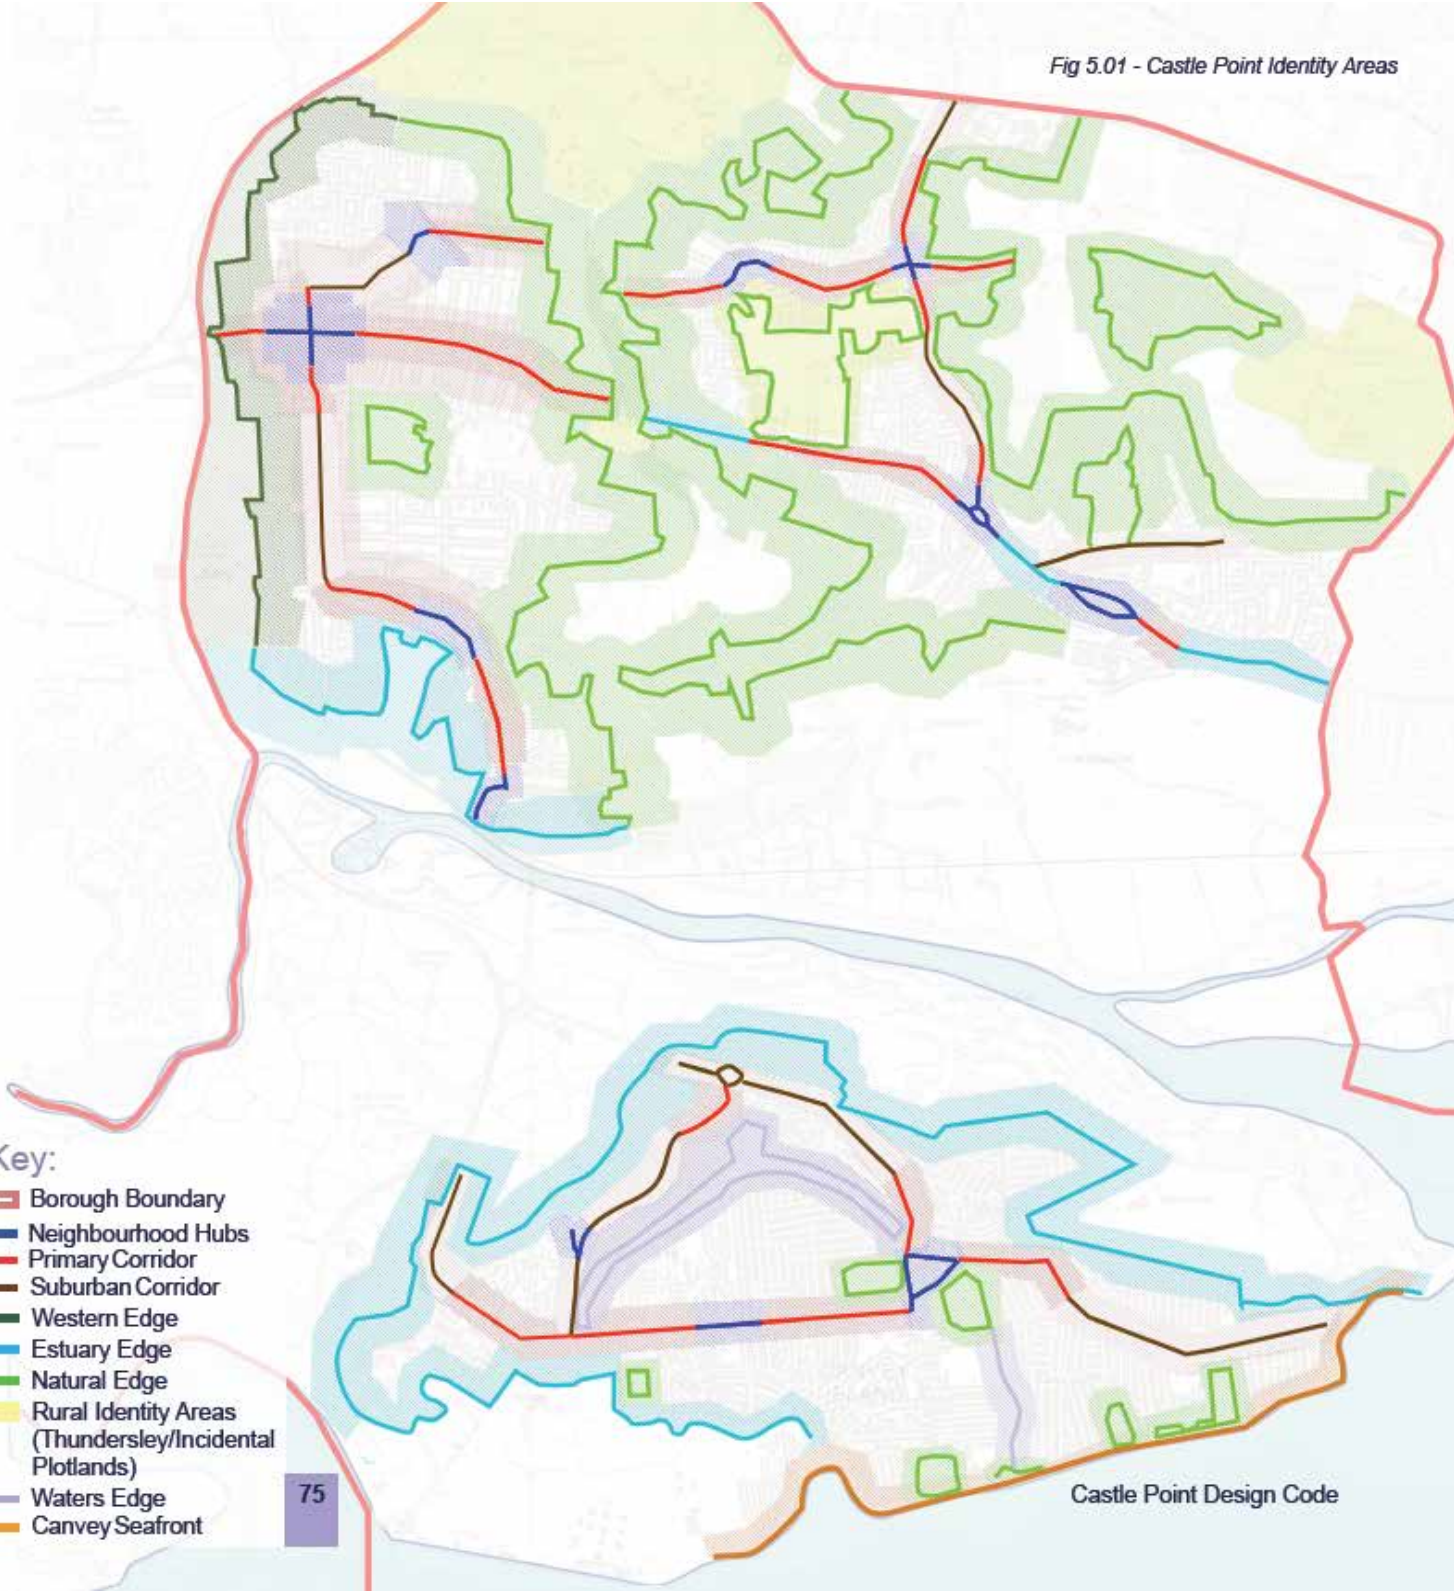 Fig 5.01 - Castle Point Identity Areas
Key:
Borough Boundary
Neighbourhood Hubs
Primary Corridor
Suburban Corridor
Western Edge
Estuary Edge
Natural Edge
Rural Identity Areas
(Thundersley/Incidental
Plotlands)
Waters Edge
Canvey Seafront
75
Castle Point Design Code